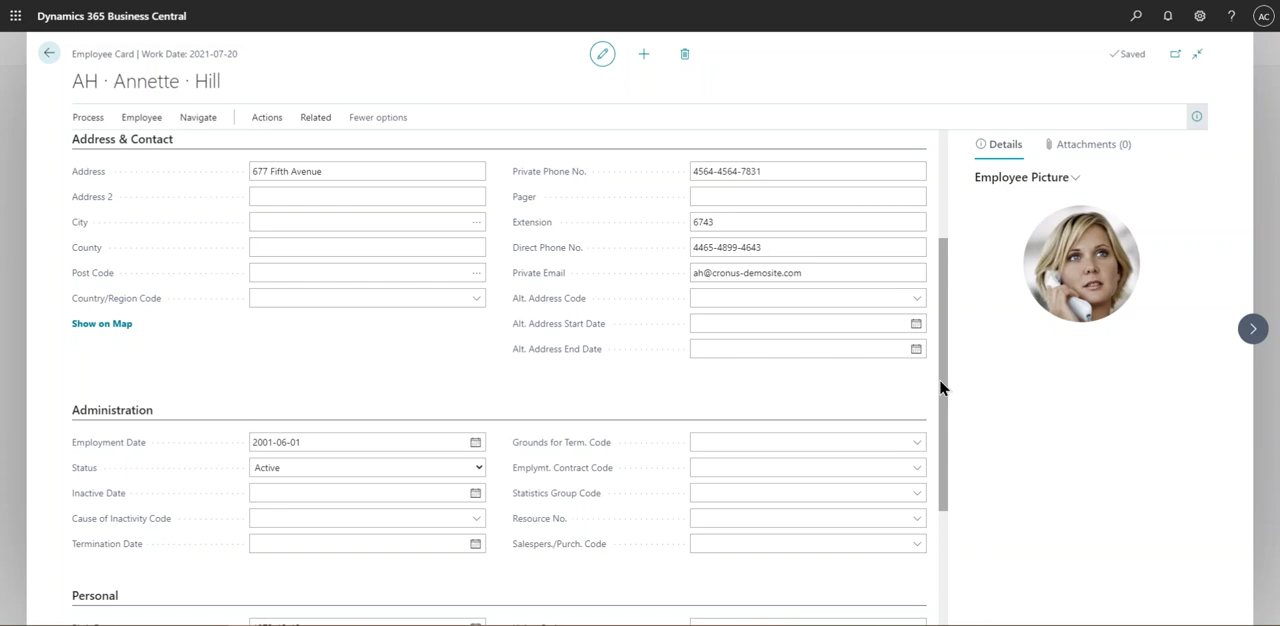 Dynamics 365 Business Central
AC
Employee Card | Work Date: 2021-07-20
Saved
AH · Annette · Hill
Process Employee Navigate Actions Related Fewer options
Address & Contact
Address 677 Fifth Avenue
Address 2
City
County
Post Code
Country/Region Code
Show on Map
Private Phone No. 4564-4564-7831
Pager
Extension 6743
Direct Phone No. 4465-4899-4643
Private Email ah@cronus-demosite.com
Alt. Address Code
Alt. Address Start Date
Alt. Address End Date
Administration
Employment Date 2001-06-01
Status Active
Inactive Date
Cause of Inactivity Code
Termination Date
Grounds for Term. Code
Emplymt. Contract Code
Statistics Group Code
Resource No.
Salespers./Purch. Code
Personal
Details Attachments (0)
Employee Picture